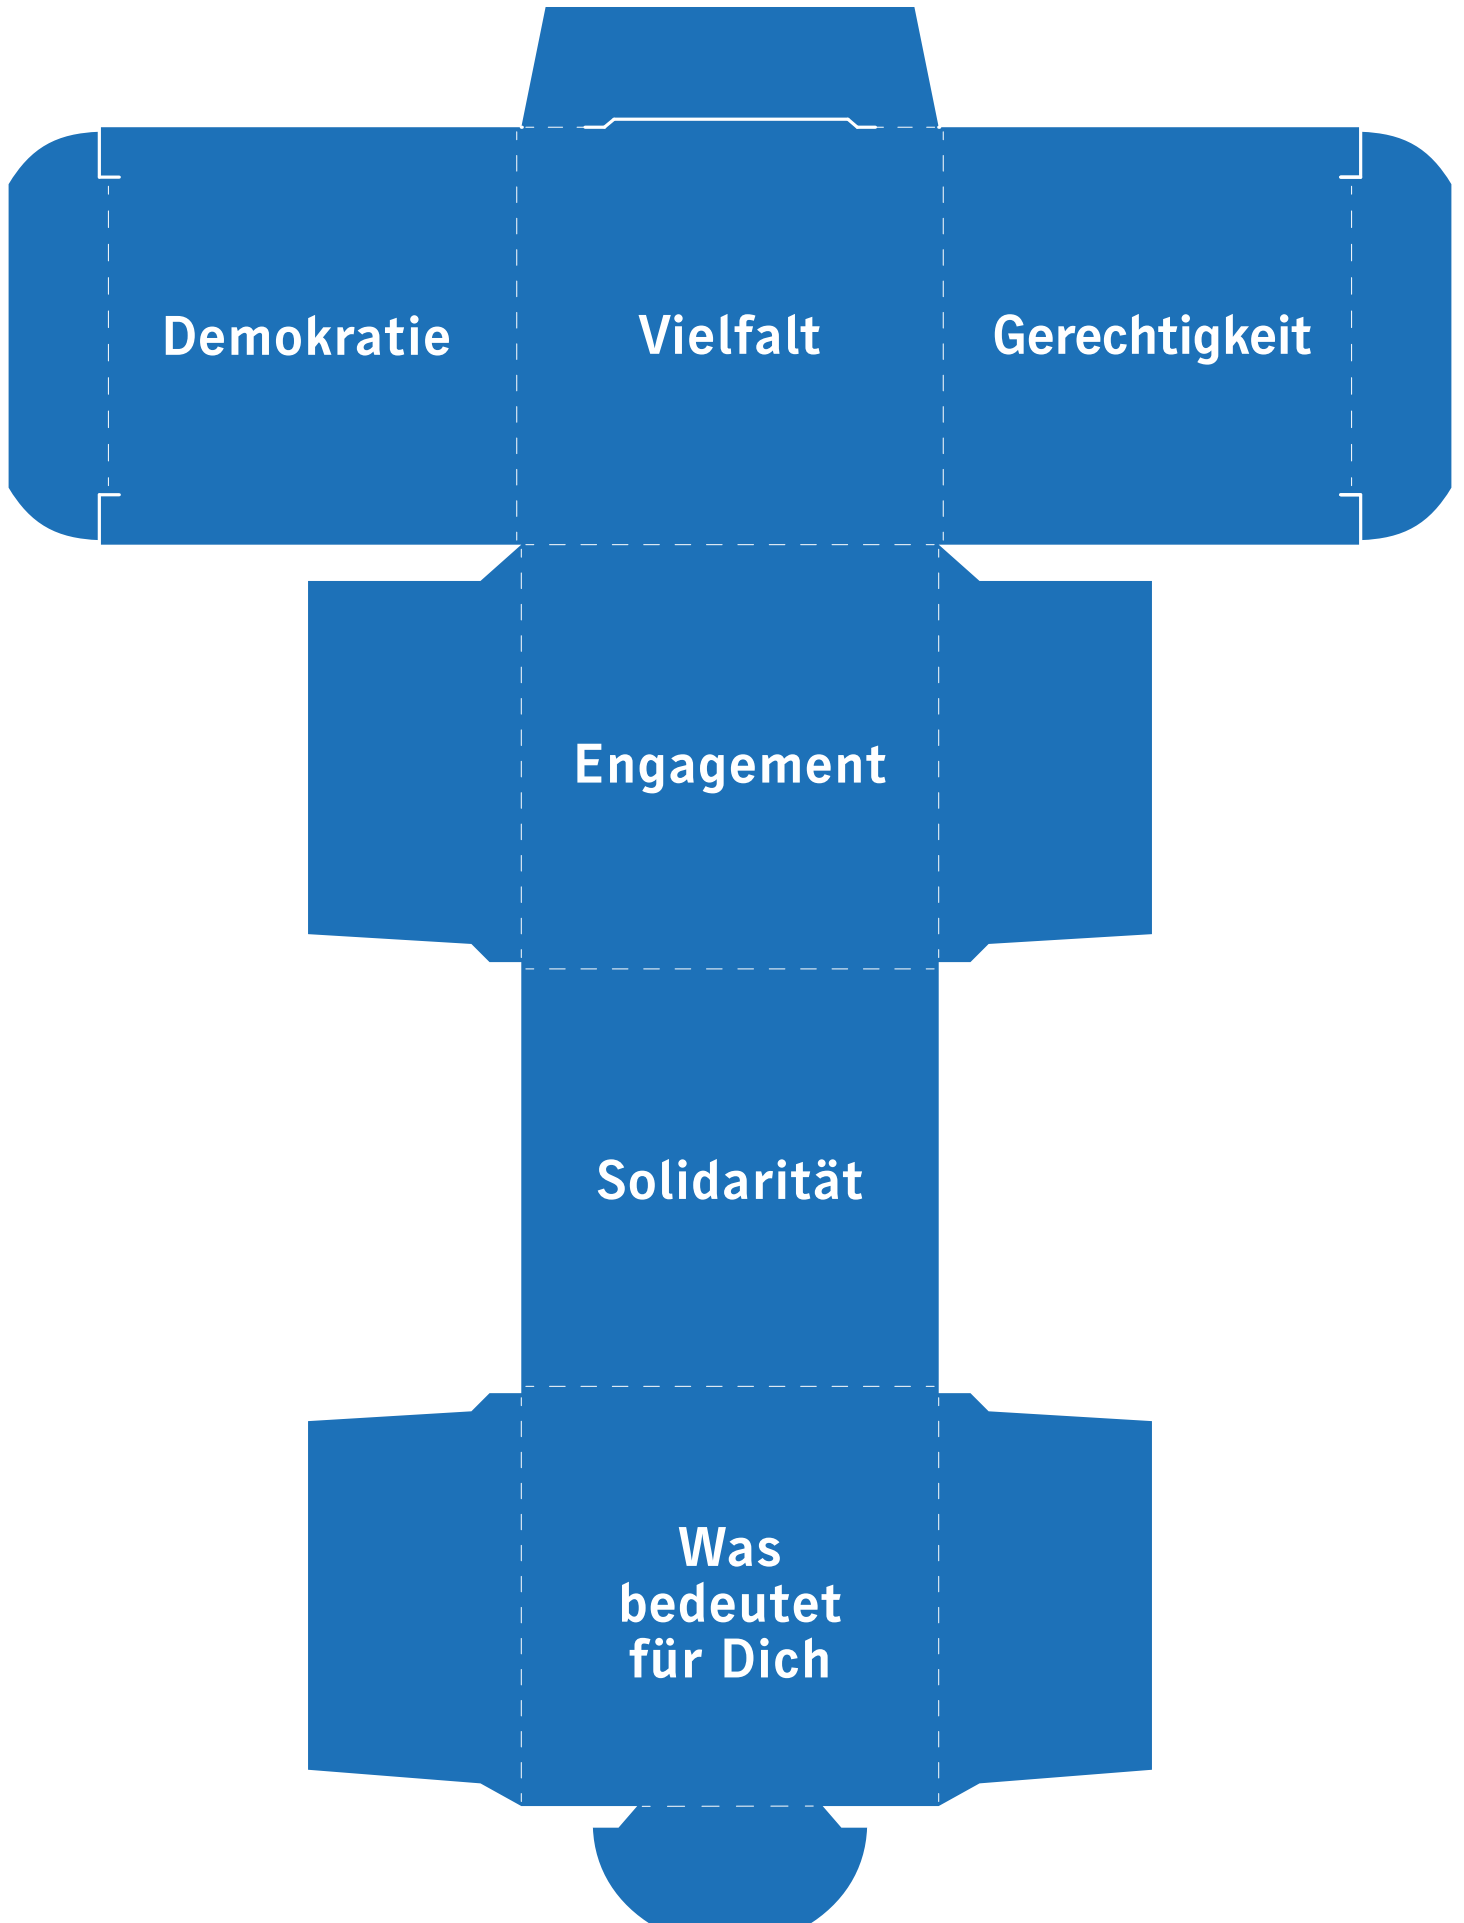 Demokratie
Vielfalt
Gerechtigkeit
Engagement
Solidarität
Was
bedeutet
für Dich